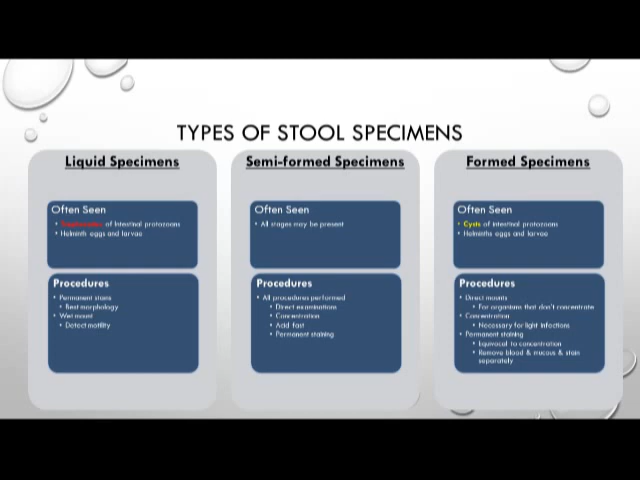 TYPES OF STOOL SPECIMENS
Liquid Specimens
Often Seen
• of intestinal protozoans
• Helminth eggs and larvae
Procedures
• Permanent stains
• Best morphology
• Wet mount
• Detect motility
Semi-formed Specimens
Often Seen
• All stages may be present
Procedures
• All procedures performed
• Direct examinations
• Concentration
• Acid fast
• Permanent staining
Formed Specimens
Often Seen
• Cysts of intestinal protozoans
• Helminths eggs and larvae
Procedures
• Direct mounts
• For organisms that don't concentrate
• Concentration
• Necessary for light infections
• Permanent staining
• Equivocal to concentration
• Remove blood & mucous & stain
separately